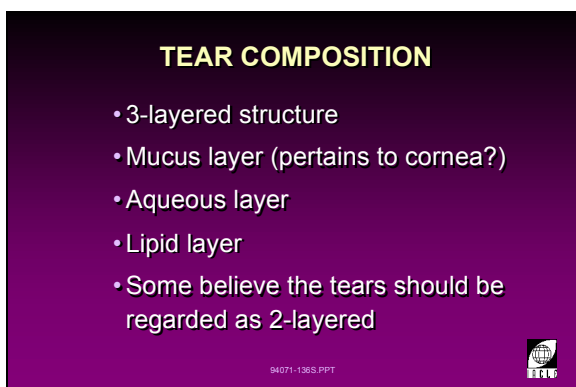 TEAR COMPOSITION
• 3-layered structure
• Mucus layer (pertains to cornea?)
• Aqueous layer
• Lipid layer
• Some believe the tears should be
regarded as 2-layered
94071-136S.PPT
IACLE